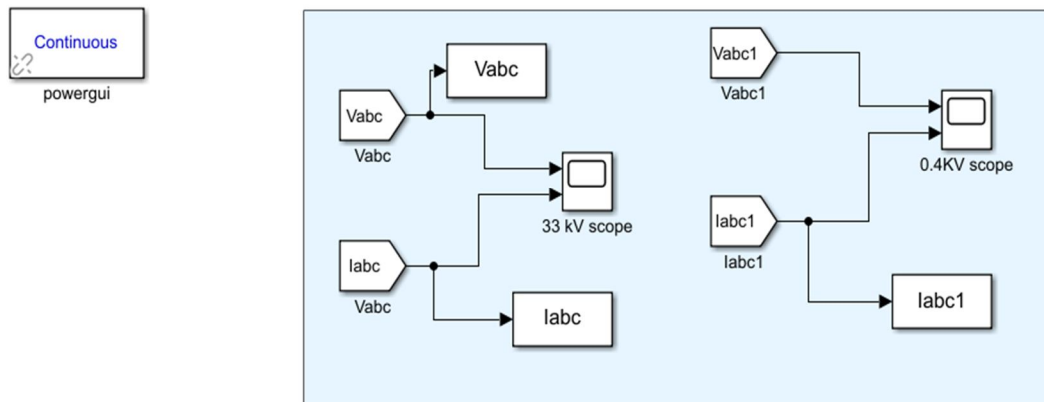 Continuous
powergui
Vabc
Vabc
Vabc
33 kV scope
Iabc
Vabc
Iabc
Vabc1
Vabc1
0.4KV scope
Iabc1
Iabc1
Iabc1